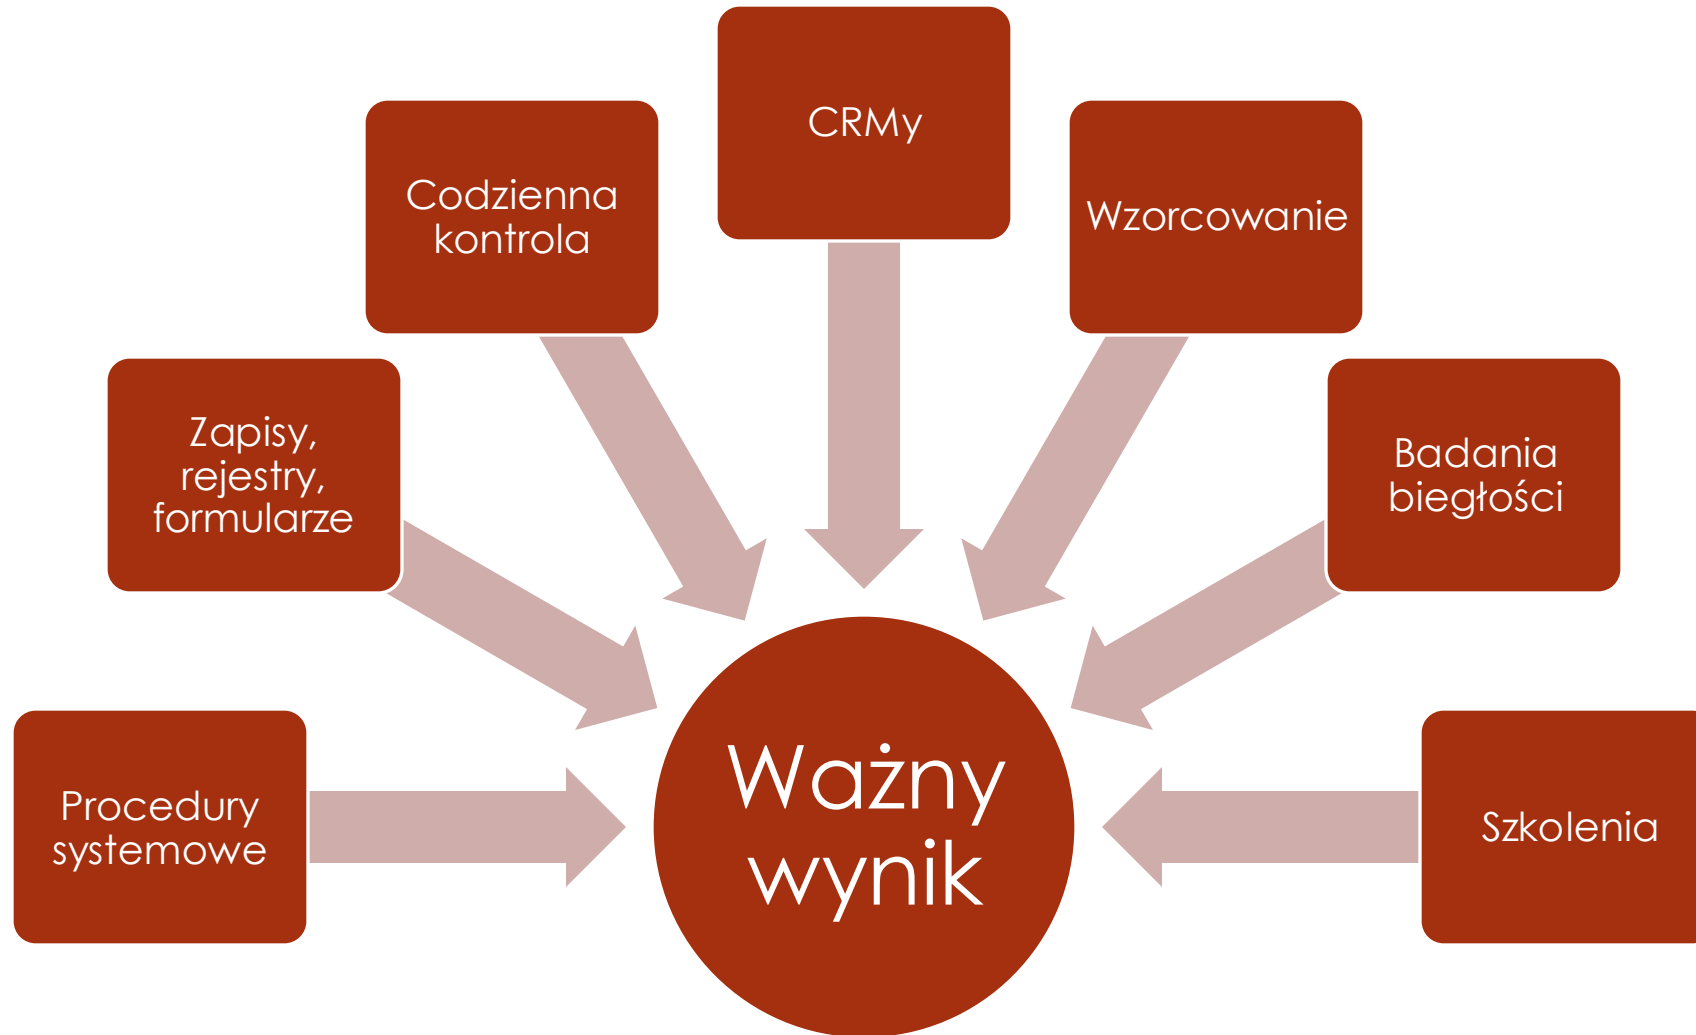 CRMy
Codzienna
kontrola
Wzorcowanie
Zapisy,
rejestry,
formularze
Badania
biegłości
Procedury
systemowe
Ważny
wynik
Szkolenia